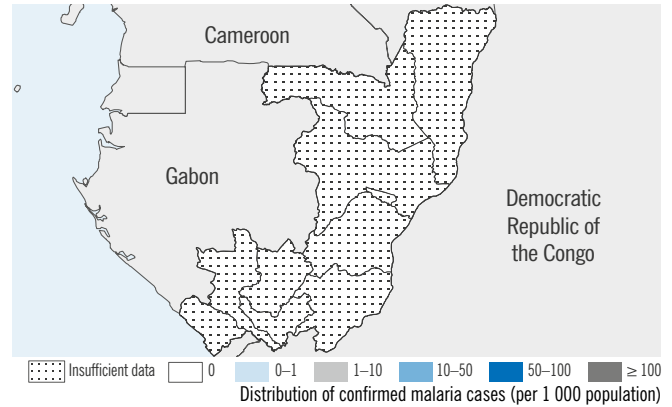 Cameroon
Gabon
Democratic
Republic of
the Congo
Insufficient data 0 0–1 1–10 10–50 50–100 ≥ 100
Distribution of confirmed malaria cases (per 1 000 population)